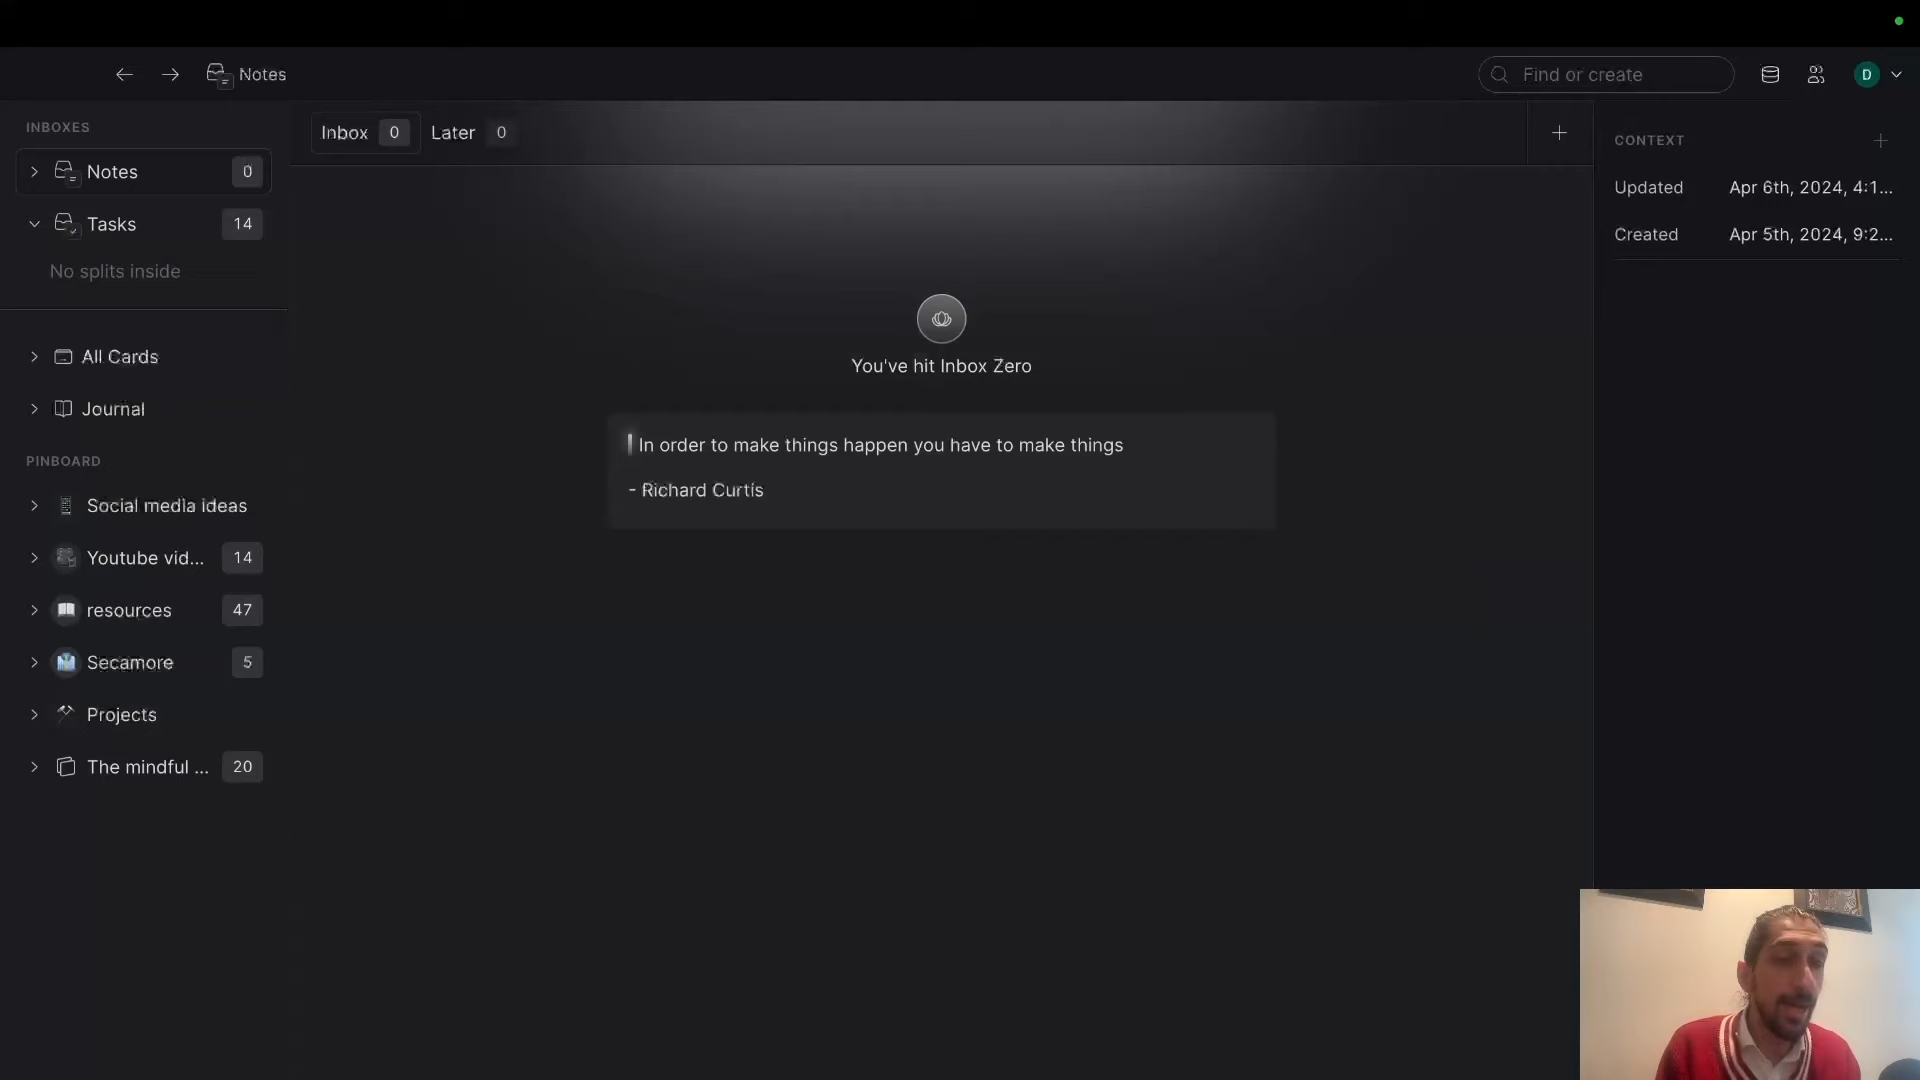 Notes
Find or create
D
INBOXES
Notes 0
Tasks 14
No splits inside
All Cards
Journal
PINBOARD
Social media ideas
Youtube vid... 14
resources 47
Secamore 5
Projects
The mindful ... 20
Inbox 0 Later 0
You've hit Inbox Zero
In order to make things happen you have to make things
- Richard Curtis
CONTEXT
Updated Apr 6th, 2024, 4:1...
Created Apr 5th, 2024, 9:2...